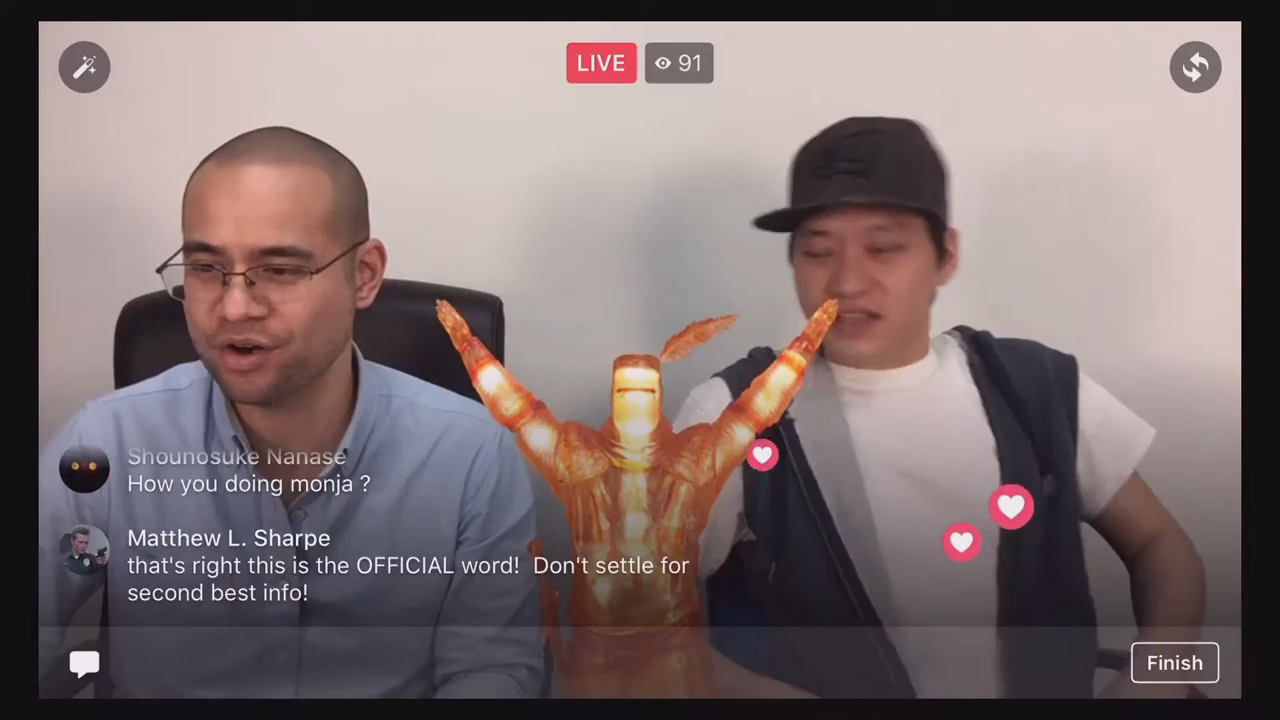 LIVE 91
Shounosuke Nanase
How you doing monja ?
Matthew L. Sharpe
that's right this is the OFFICIAL word! Don't settle for
second best info!
Finish